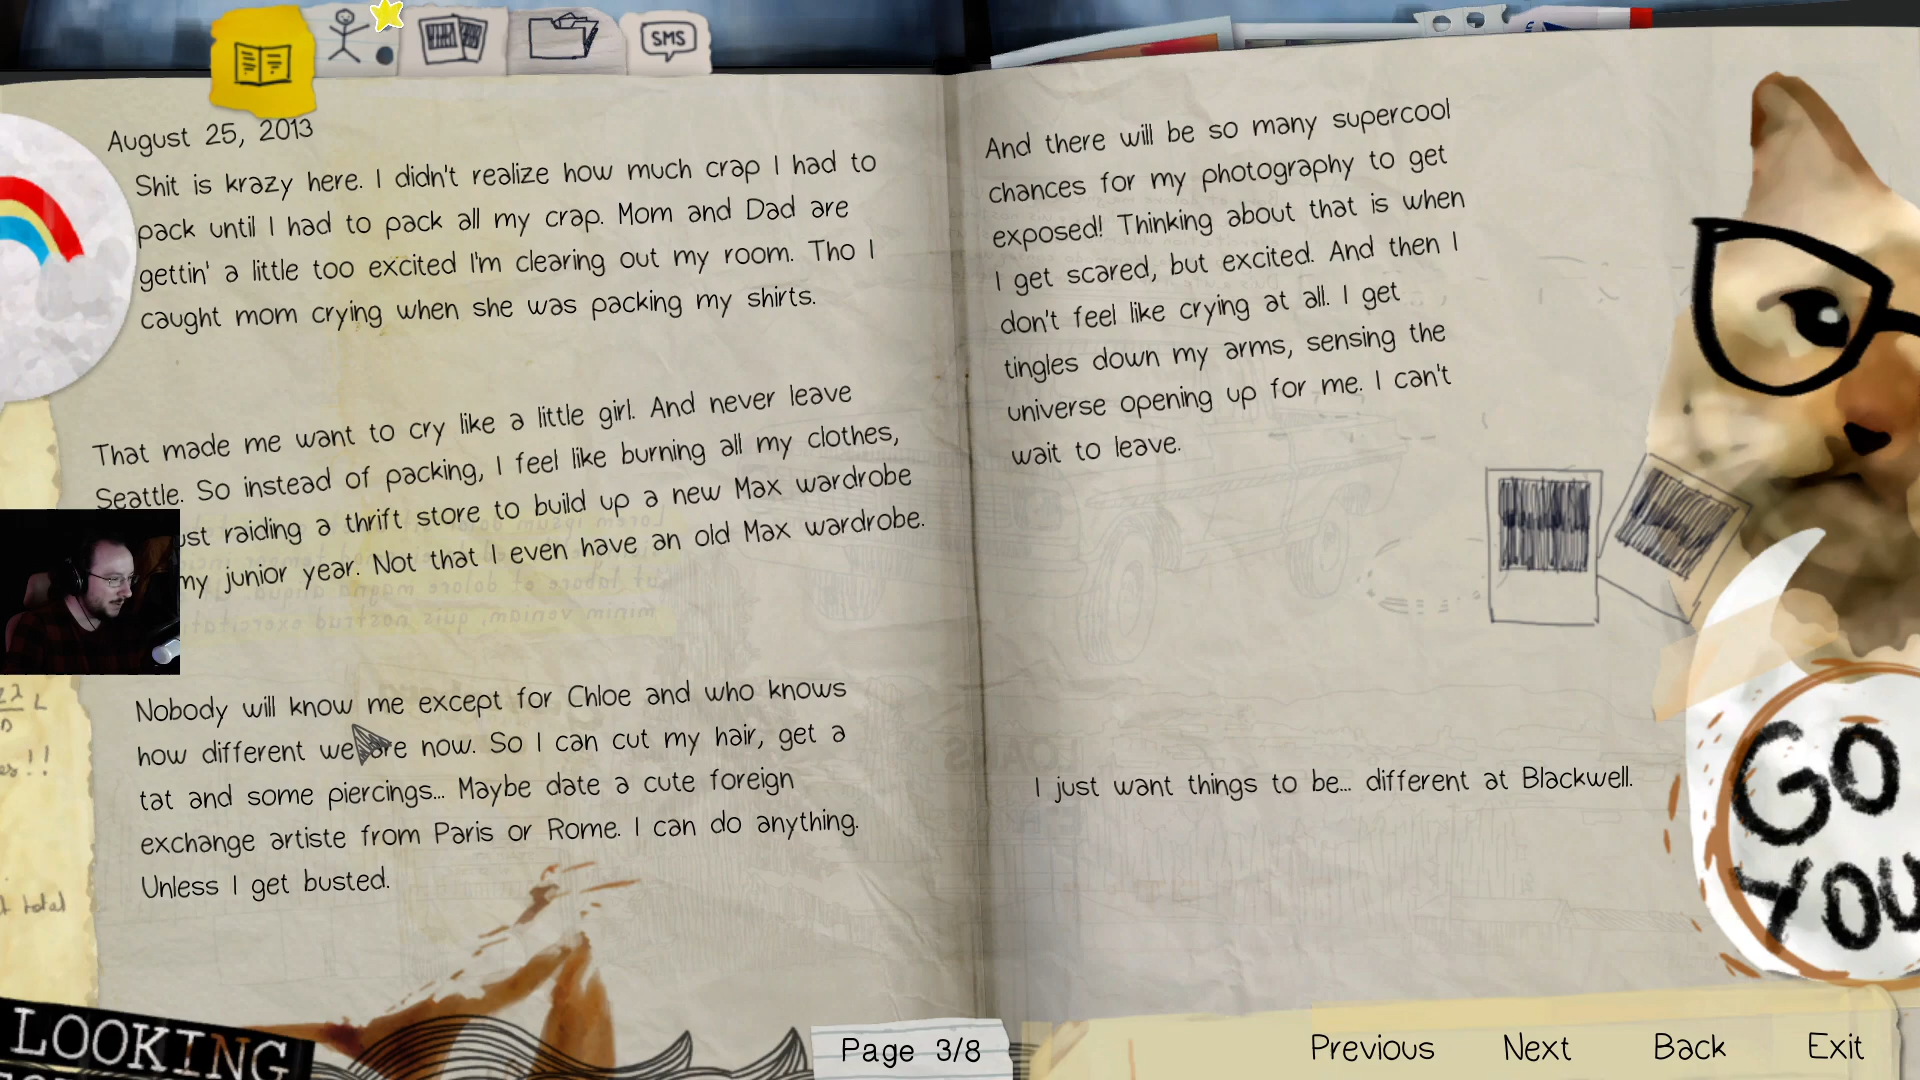 SMS
August 25, 2013
Shit is krazy here. I didn't realize how much crap I had to
pack until I had to pack all my crap. Mom and Dad are
gettin' a little too excited I'm clearing out my room. Tho I
caught mom crying when she was packing my shirts.
That made me want to cry like a little girl. And never leave
Seattle. So instead of packing, I feel like burning all my clothes,
raiding a thrift store to build up a new Max wardrobe
my junior year. Not that I even have an old Max wardrobe.
Nobody will know me except for Chloe and who knows
how different we are now. So I can cut my hair, get a
tat and some piercings... Maybe date a cute foreign
exchange artiste from Paris or Rome. I can do anything.
Unless I get busted.
And there will be so many supercool
chances for my photography to get
exposed! Thinking about that is when
I get scared, but excited. And then I
don't feel like crying at all. I get
tingles down my arms, sensing the
universe opening up for me. I can't
wait to leave.
I just want things to be... different at Blackwell.
GO
YOU
LOOKING
Page 3/8
Previous Next Back Exit